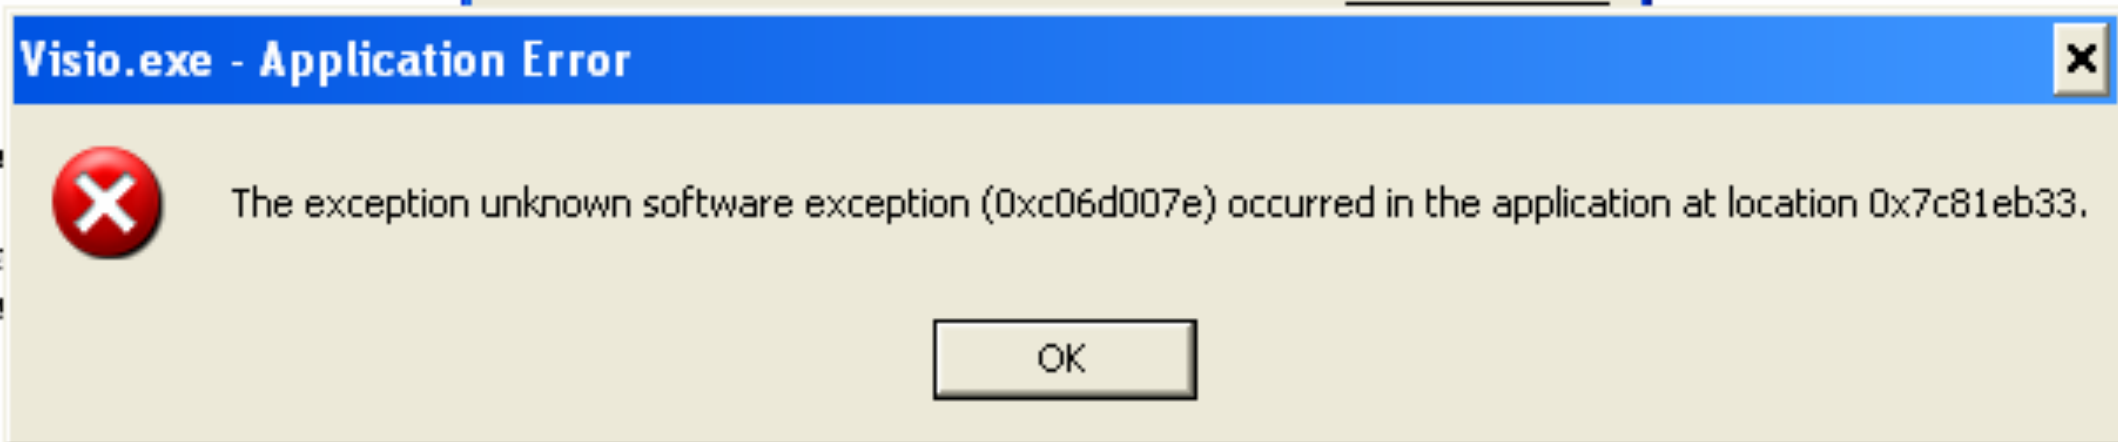 Visio.exe - Application Error
The exception unknown software exception (0xc06d007e) occurred in the application at location 0x7c81eb33.
OK